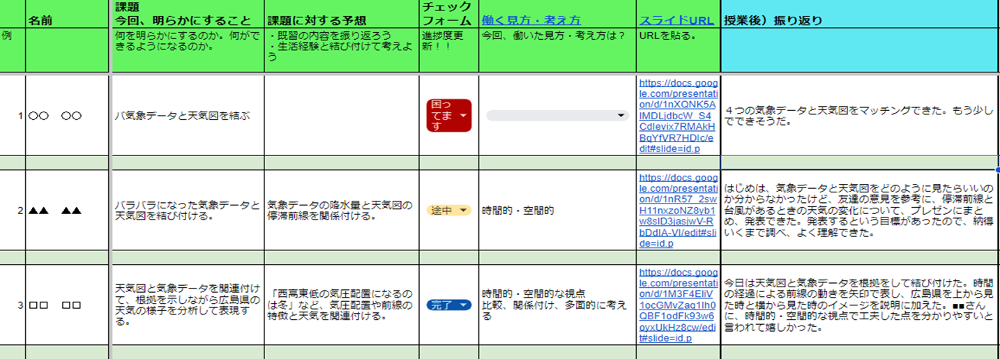 名前
課題
今回、明らかにすること
課題に対する予想
チェック
フォーム
働く見方・考え方
スライドURL
授業後）振り返り
例
何を明らかにするのか。何がで
きるようになるのか。
・既習の内容を振り返ろう
・生活経験と結び付けて考えよ
う
進捗度更
新！！
今回、働いた見方・考え方は？
URLを貼る。
1
○○　○○
バ気象データと天気図を結ぶ
困っ
てま
す
https://docs.goog
le.com/presentati
on/d/1nXQNK5A
IMDLjdbcW_S4
CdIevix7RMAkH
BqYfVR7HDIc/e
dit#slide=id.p
４つの気象データと天気図をマッチングできた。もう少し
でできそうだ。
2
▲▲　▲▲
バラバラになった気象データと
天気図を結び付ける。
気象データの降水量と天気図の
停滞前線を関係付ける。
途中
時間的・空間的
https://docs.goog
le.com/presentati
on/d/1nR57_2sw
H11nxzoNZ8yb1
w8sID3jasjwV-R
bDdIA-VI/edit#sli
de=id.p
はじめは、気象データと天気図をどのように見たらいいの
か分からなかったけど、友達の意見を参考に、停滞前線と
台風があるときの天気の変化について、プレゼンにまと
め、発表できた。発表するという目標があったので、納得
いくまで調べ、よく理解できた。
3
□□　□□
天気図と気象データを関連付け
て、根拠を示しながら広島県の
天気の様子を分析して表現す
る。
「西高東低の気圧配置になるの
は冬」など、気圧配置や前線の
特徴と天気を関連付ける。
完了
時間的・空間的な視点
比較、関係付け、多面的に考え
る
https://docs.goog
le.com/presentati
on/d/1M3F4EIiV
1ocGMvZaq1Ih0
QBF1odFk93w6
oyxUkHz8cw/edi
t#slide=id.p
今日は天気図と気象データを根拠をして結び付けた。時間
の経過による前線の動きを矢印で表し、広島県を上から見
た時と横から見た時のイメージを説明に加えた。■■さん
に、時間的・空間的な視点で工夫した点を分かりやすいと
言われて嬉しかった。